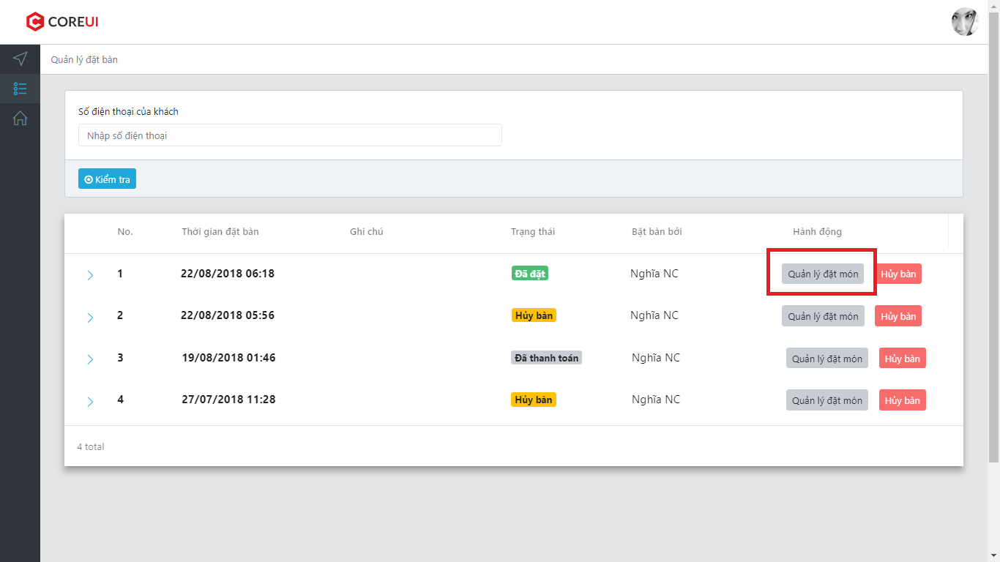 COREUI
Quản lý đặt bàn
Số điện thoại của khách
Nhập số điện thoại
Kiểm tra
No. Thời gian đặt bàn Ghi chú Trạng thái Bặt bàn bởi Hành động
1 22/08/2018 06:18 Đã đặt Nghĩa NC Quản lý đặt món Hủy bàn
2 22/08/2018 05:56 Hủy bàn Nghĩa NC Quản lý đặt món Hủy bàn
3 19/08/2018 01:46 Đã thanh toán Nghĩa NC Quản lý đặt món Hủy bàn
4 27/07/2018 11:28 Hủy bàn Nghĩa NC Quản lý đặt món Hủy bàn
4 total